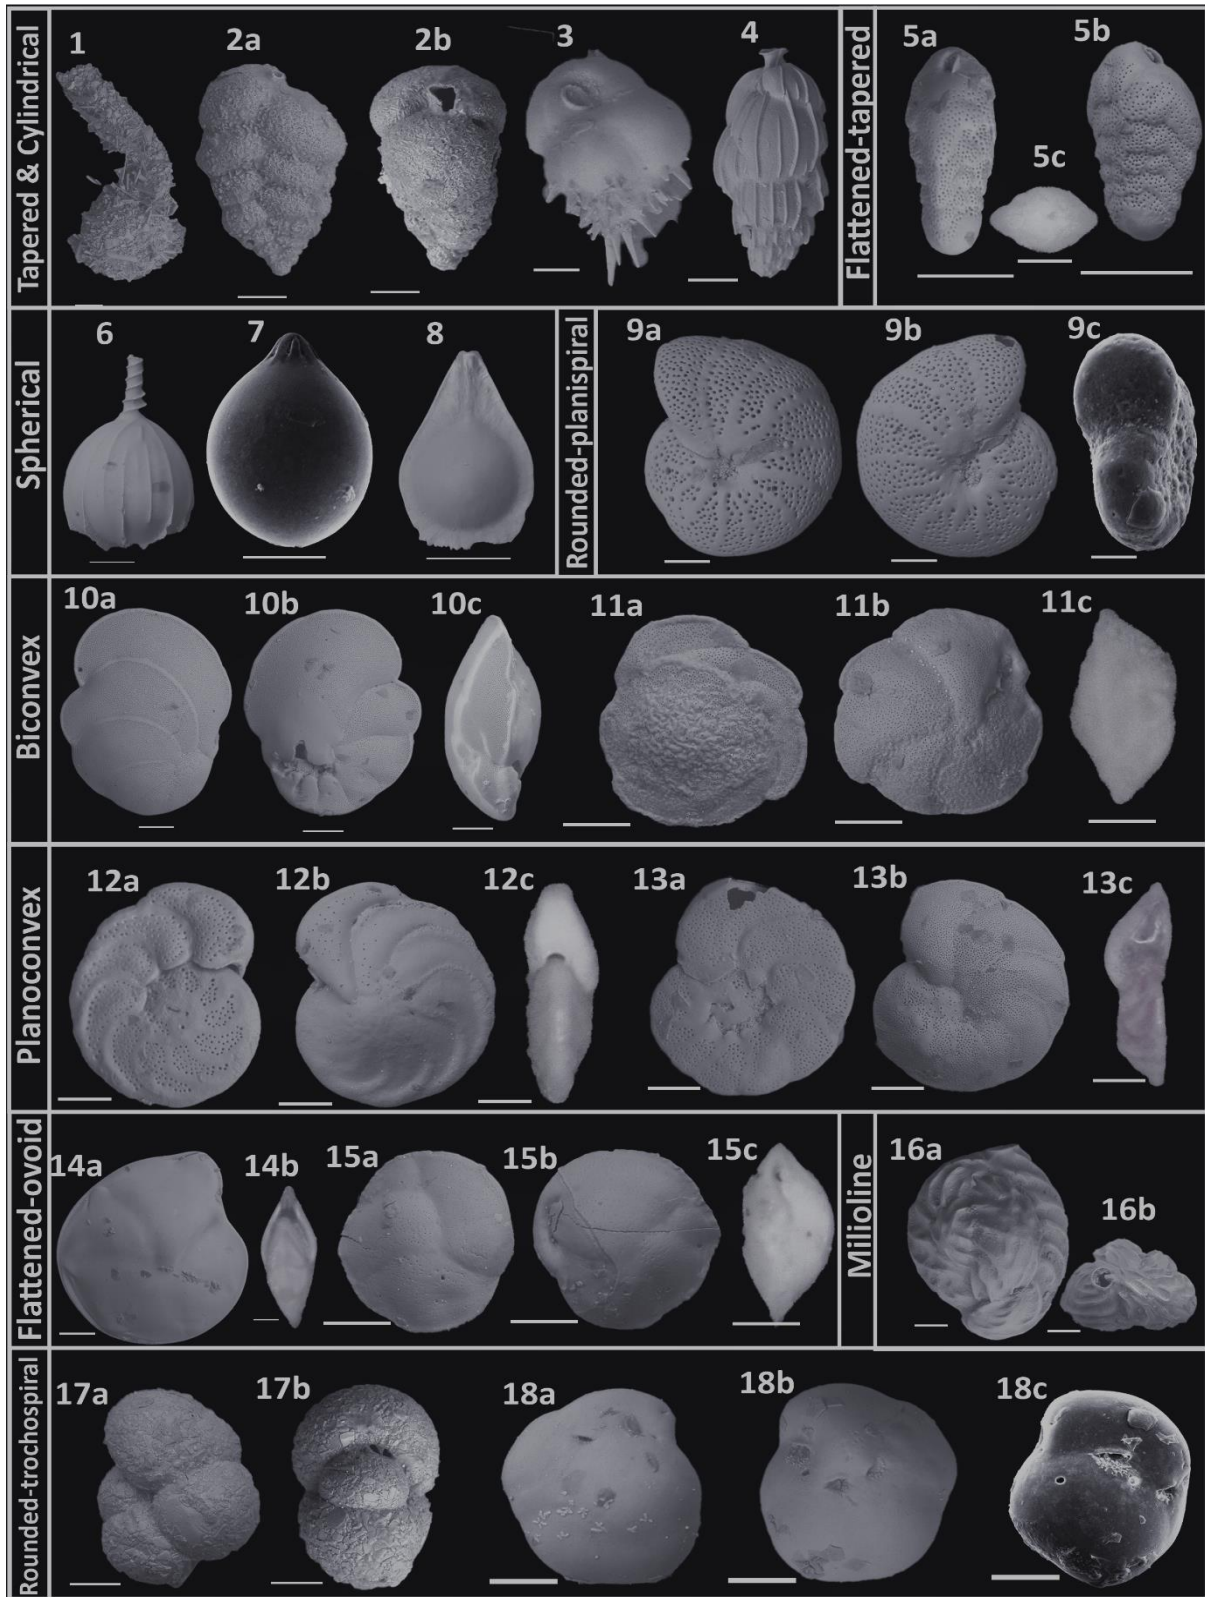 Tapered & Cylindrical
1
2a
2b
3
4
Flattened-tapered
5a
5b
5c
Spherical
6
7
8
Rounded-planispiral
9a
9b
9c
Biconvex
10a
10b
10c
11a
11b
11c
Planoconvex
12a
12b
12c
13a
13b
13c
Flattened-ovoid
14a
14b
15a
15b
15c
Milioline
16a
16b
Rounded-trochospiral
17a
17b
18a
18b
18c